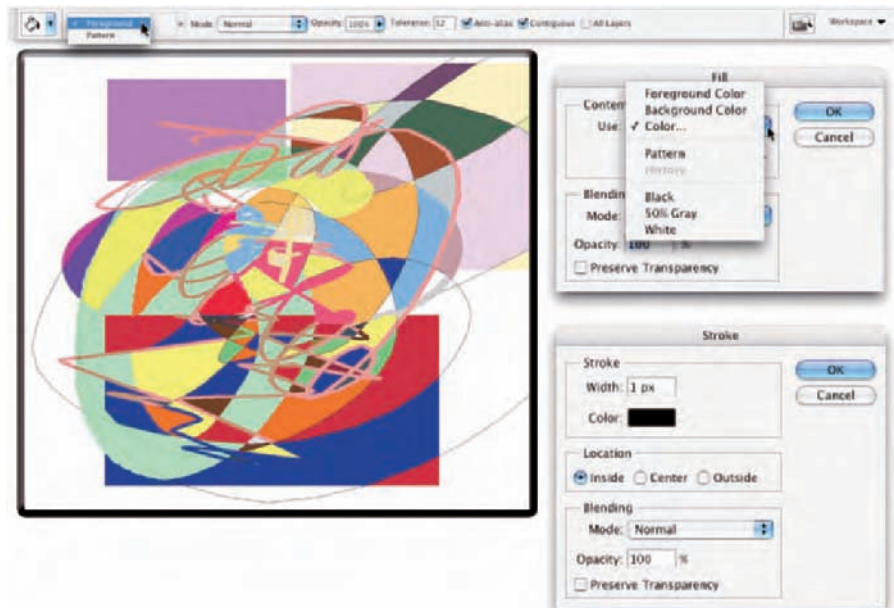 Foreground Mode: Normal Opacity: 100% Tolerance: 12 Anti-alias Contiguous All Layers Workspace
Pattern
Fill
Foreground Color
Background Color
Use: ✓ Color...
Pattern
History
Black
50% Gray
White
Blending
Mode:
Opacity: 100 %
Preserve Transparency
OK
Cancel
Stroke
Stroke
Width: 1 px
Color:
Location
Inside Center Outside
Blending
Mode: Normal
Opacity: 100 %
Preserve Transparency
OK
Cancel